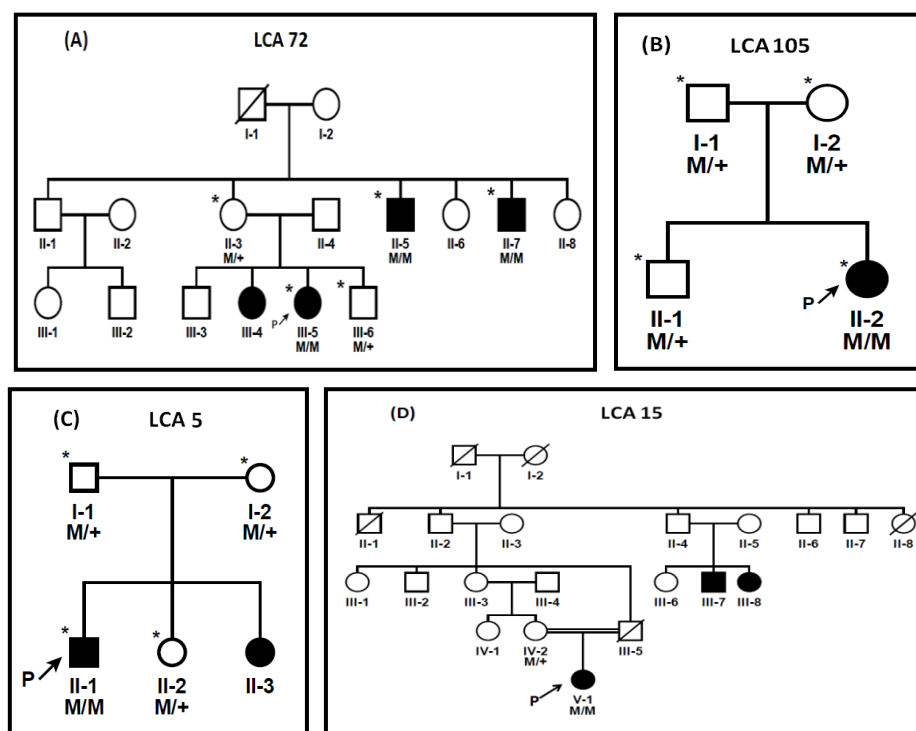 (A) LCA 72
I-1 I-2
*
*
*
II-1 II-2 II-3 II-4 II-5 II-6 II-7 II-8
M/+ M/M M/M
*
*
P
III-1 III-2 III-3 III-4 III-5 III-6
M/M M/+
(B) LCA 105
* *
I-1 I-2
M/+ M/+
* *
P
II-1 II-2
M/+ M/M
(C) LCA 5
* *
I-1 I-2
M/+ M/+
* *
P
II-1 II-2 II-3
M/M M/+
(D) LCA 15
I-1 I-2
II-1 II-2 II-3 II-4 II-5 II-6 II-7 II-8
III-1 III-2 III-3 III-4 III-5 III-6 III-7 III-8
IV-1 IV-2
M/+
P
V-1
M/M